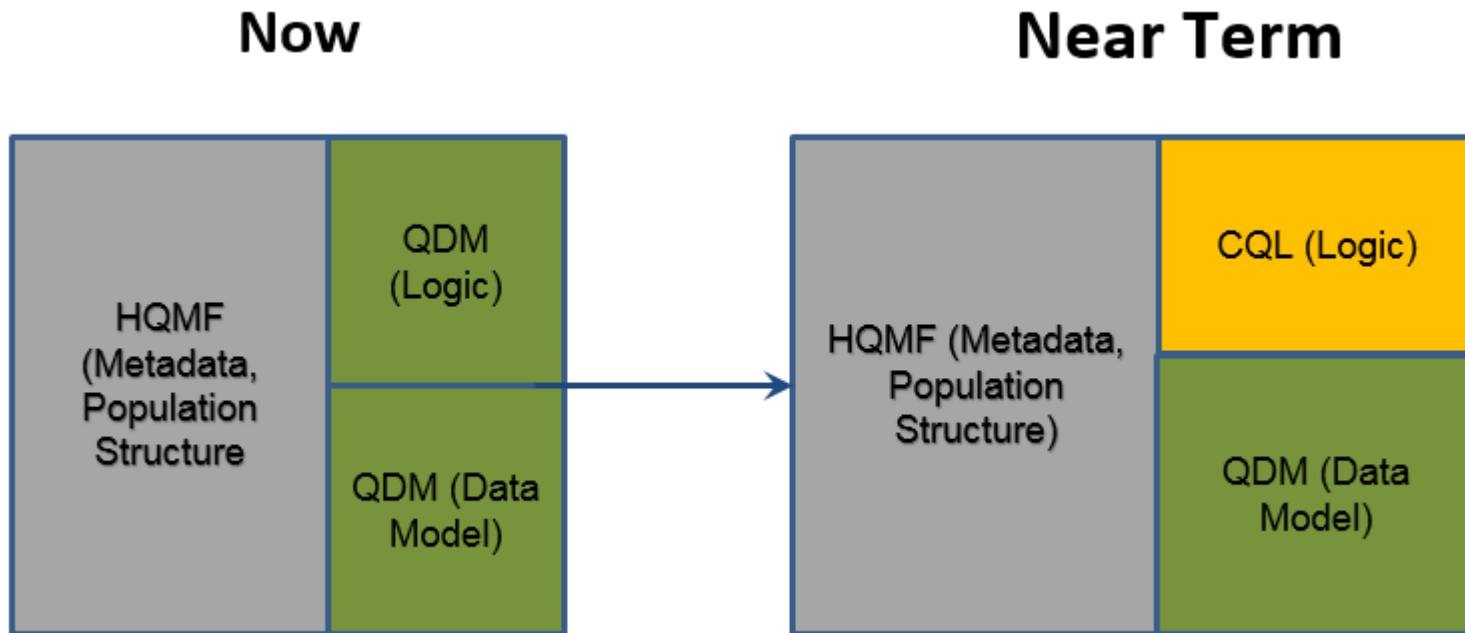 Now
Near Term
HQMF
(Metadata,
Population
Structure
QDM
(Logic)
QDM (Data
Model)
HQMF (Metadata,
Population
Structure)
CQL (Logic)
QDM (Data
Model)